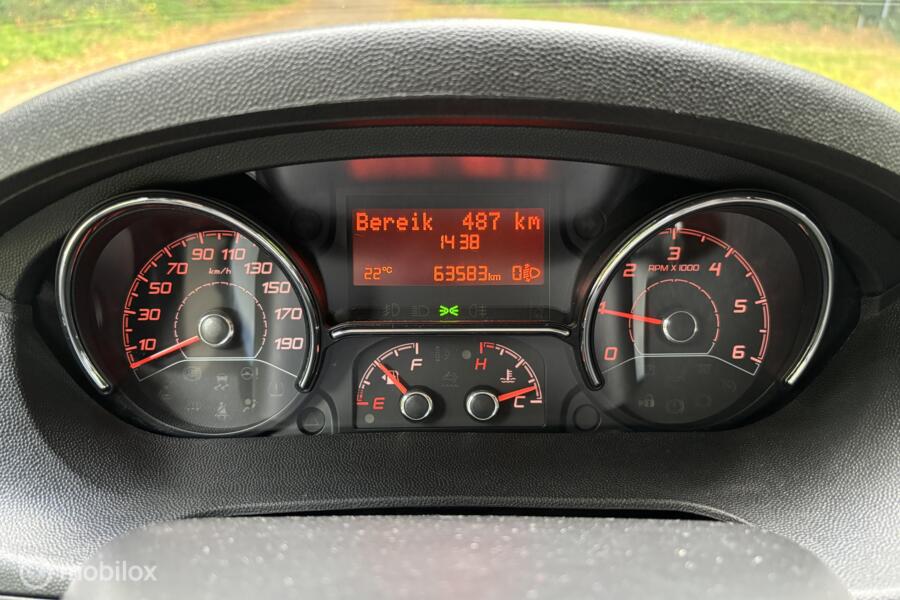 Bereik 487 km
14:38
22°C 63583km 0
90 110
70 130
50 km/h 150
30 170
10 190
3
2 4
RPM X 1000
1 5
0 6
F H
E C
mobilox